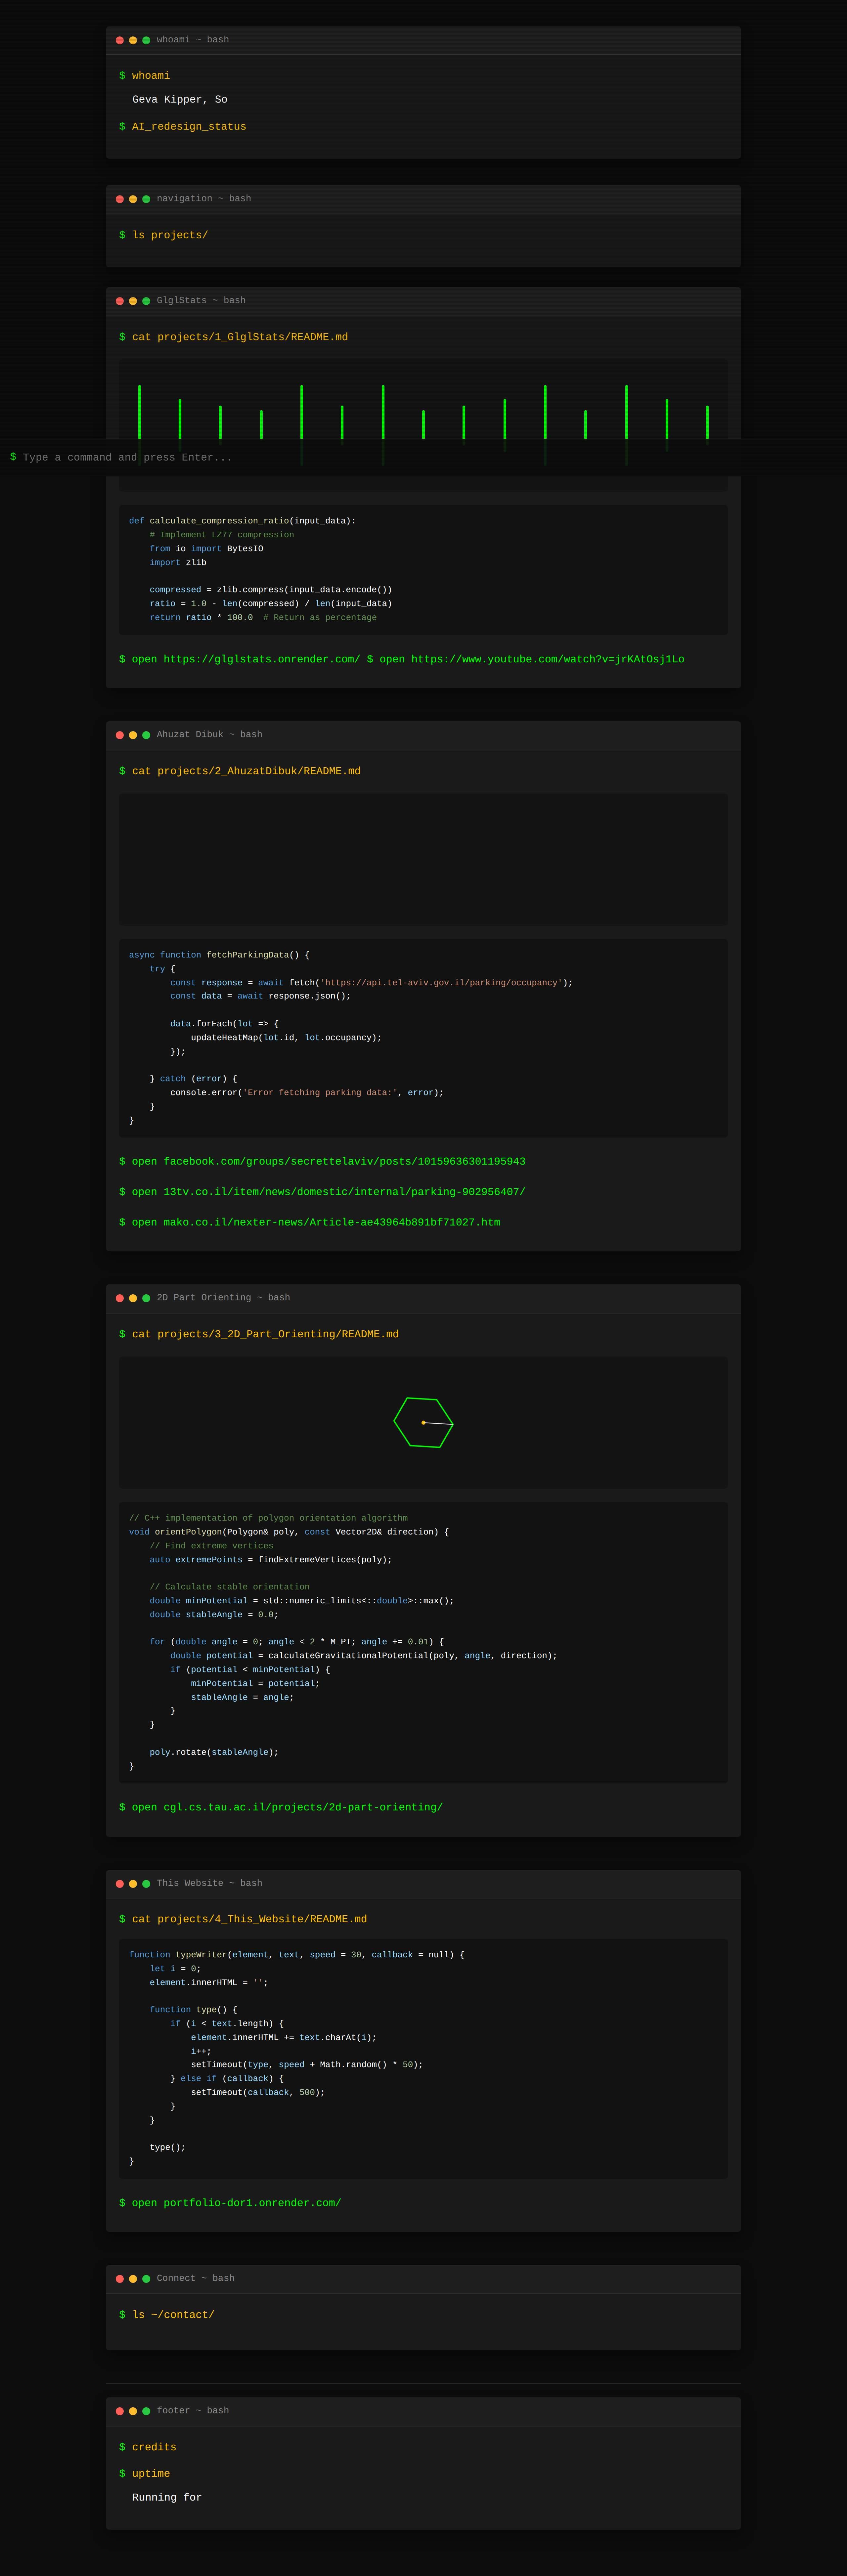 whoami ~ bash
$ whoami
Geva Kipper, So
$ AI_redesign_status
navigation ~ bash
$ ls projects/
GlglStats ~ bash
$ cat projects/1_GlglStats/README.md
$ Type a command and press Enter...
def calculate_compression_ratio(input_data):
    # Implement LZ77 compression
    from io import BytesIO
    import zlib
    compressed = zlib.compress(input_data.encode())
    ratio = 1.0 - len(compressed) / len(input_data)
    return ratio * 100.0  # Return as percentage
$ open https://glglstats.onrender.com/ $ open https://www.youtube.com/watch?v=jrKAtOsj1Lo
Ahuzat Dibuk ~ bash
$ cat projects/2_AhuzatDibuk/README.md
async function fetchParkingData() {
    try {
        const response = await fetch('https://api.tel-aviv.gov.il/parking/occupancy');
        const data = await response.json();
        data.forEach(lot => {
            updateHeatMap(lot.id, lot.occupancy);
        });
    } catch (error) {
        console.error('Error fetching parking data:', error);
    }
}
$ open facebook.com/groups/secrettelaviv/posts/10159636301195943
$ open 13tv.co.il/item/news/domestic/internal/parking-902956407/
$ open mako.co.il/nexter-news/Article-ae43964b891bf71027.htm
2D Part Orienting ~ bash
$ cat projects/3_2D_Part_Orienting/README.md
// C++ implementation of polygon orientation algorithm
void orientPolygon(Polygon& poly, const Vector2D& direction) {
    // Find extreme vertices
    auto extremePoints = findExtremeVertices(poly);
    // Calculate stable orientation
    double minPotential = std::numeric_limits<::double>::max();
    double stableAngle = 0.0;
    for (double angle = 0; angle < 2 * M_PI; angle += 0.01) {
        double potential = calculateGravitationalPotential(poly, angle, direction);
        if (potential < minPotential) {
            minPotential = potential;
            stableAngle = angle;
        }
    }
    poly.rotate(stableAngle);
}
$ open cgl.cs.tau.ac.il/projects/2d-part-orienting/
This Website ~ bash
$ cat projects/4_This_Website/README.md
function typeWriter(element, text, speed = 30, callback = null) {
    let i = 0;
    element.innerHTML = '';
    function type() {
        if (i < text.length) {
            element.innerHTML += text.charAt(i);
            i++;
            setTimeout(type, speed + Math.random() * 50);
        } else if (callback) {
            setTimeout(callback, 500);
        }
    }
    type();
}
$ open portfolio-dor1.onrender.com/
Connect ~ bash
$ ls ~/contact/
footer ~ bash
$ credits
$ uptime
Running for